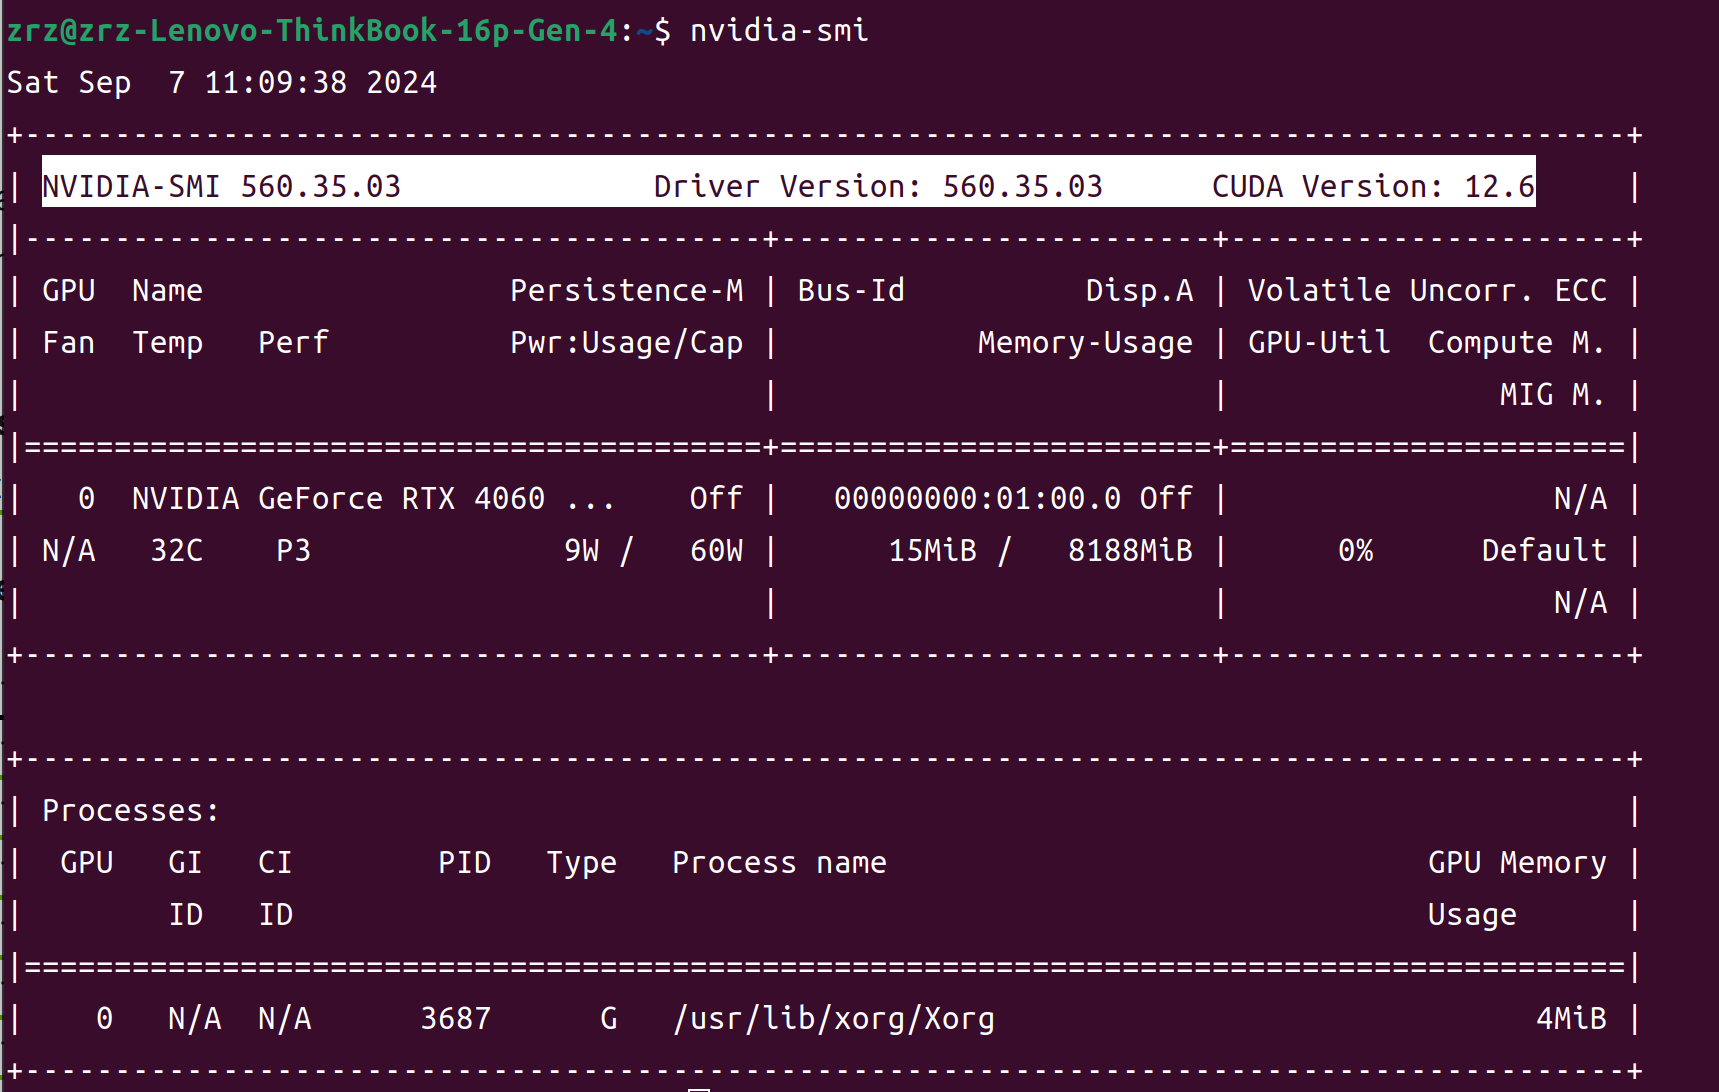 zrz@zrz-Lenovo-ThinkBook-16p-Gen-4:~$ nvidia-smi
Sat Sep  7 11:09:38 2024
+-----------------------------------------------------------------------------------------+
| NVIDIA-SMI 560.35.03              Driver Version: 560.35.03      CUDA Version: 12.6     |
|-----------------------------------------+------------------------+----------------------+
| GPU  Name                 Persistence-M | Bus-Id          Disp.A | Volatile Uncorr. ECC |
| Fan  Temp   Perf          Pwr:Usage/Cap |           Memory-Usage | GPU-Util  Compute M. |
|                                         |                        |               MIG M. |
|=========================================+========================+======================|
|   0  NVIDIA GeForce RTX 4060 ...    Off |   00000000:01:00.0 Off |                  N/A |
| N/A   32C    P3              9W /   60W |      15MiB /   8188MiB |      0%      Default |
|                                         |                        |                  N/A |
+-----------------------------------------+------------------------+----------------------+
+-----------------------------------------------------------------------------------------+
| Processes:                                                                              |
|  GPU   GI   CI        PID   Type   Process name                              GPU Memory |
|        ID   ID                                                               Usage      |
|=========================================================================================|
|    0   N/A  N/A      3687      G   /usr/lib/xorg/Xorg                              4MiB |
+-----------------------------------------------------------------------------------------+